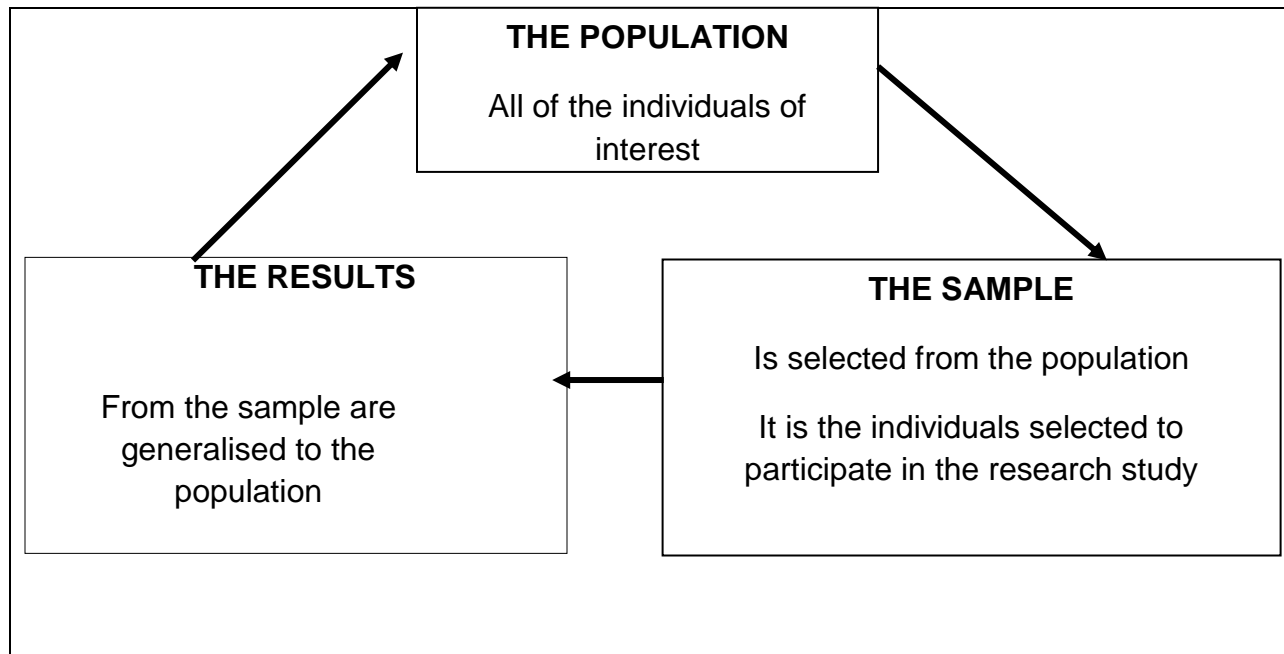 THE POPULATION
All of the individuals of
interest
THE RESULTS
From the sample are
generalised to the
population
THE SAMPLE
Is selected from the population
It is the individuals selected to
participate in the research study